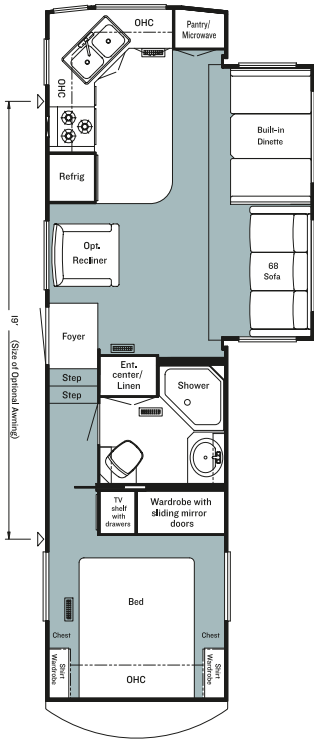 OHC
Pantry/
Microwave
OHC
Built-in
Dinette
Refrig
Opt.
Recliner
68
Sofa
19' (Size of Optional Awning)
Foyer
Step
Step
Ent.
center/
Linen
Shower
TV
shelf
with
drawers
Wardrobe with
sliding mirror
doors
Bed
Chest
Chest
Shirt
Wardrobe
OHC
Shirt
Wardrobe